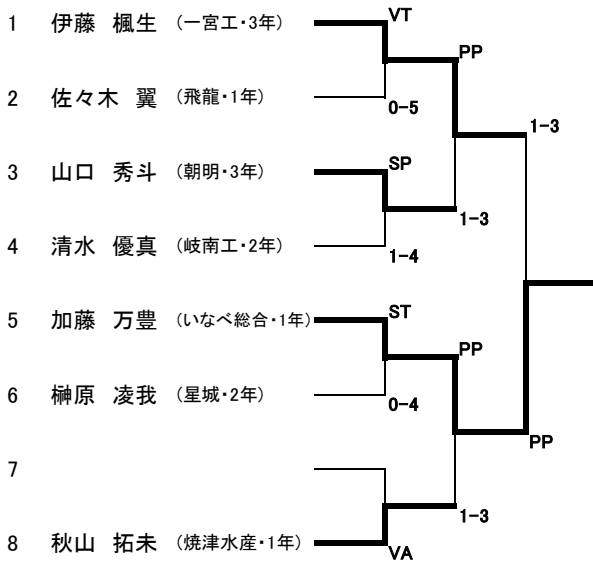 1 伊藤 楓生 (一宮工・3年) VT
PP
2 佐々木 翼 (飛龍・1年) 0-5
1-3
3 山口 秀斗 (朝明・3年) SP
1-3
4 清水 優真 (岐南工・2年) 1-4
5 加藤 万豊 (いなべ総合・1年) ST
PP
6 榊原 凌我 (星城・2年) 0-4
PP
7
1-3
8 秋山 拓未 (焼津水産・1年) VA